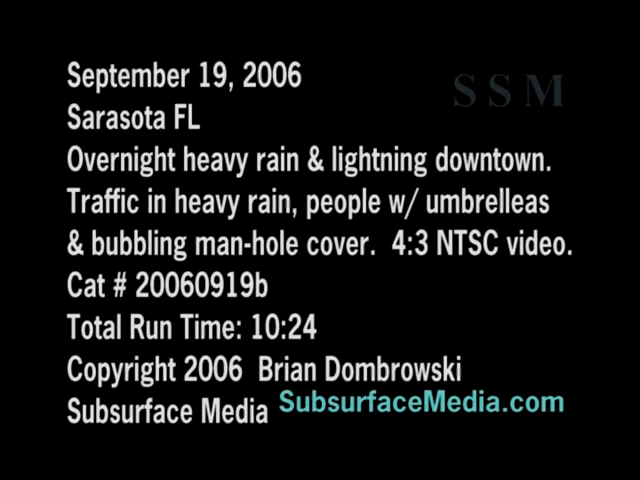 September 19, 2006
S S M
Sarasota FL
Overnight heavy rain & lightning downtown.
Traffic in heavy rain, people w/ umbrelleas
& bubbling man-hole cover.  4:3 NTSC video.
Cat # 20060919b
Total Run Time: 10:24
Copyright 2006  Brian Dombrowski
Subsurface Media SubsurfaceMedia.com